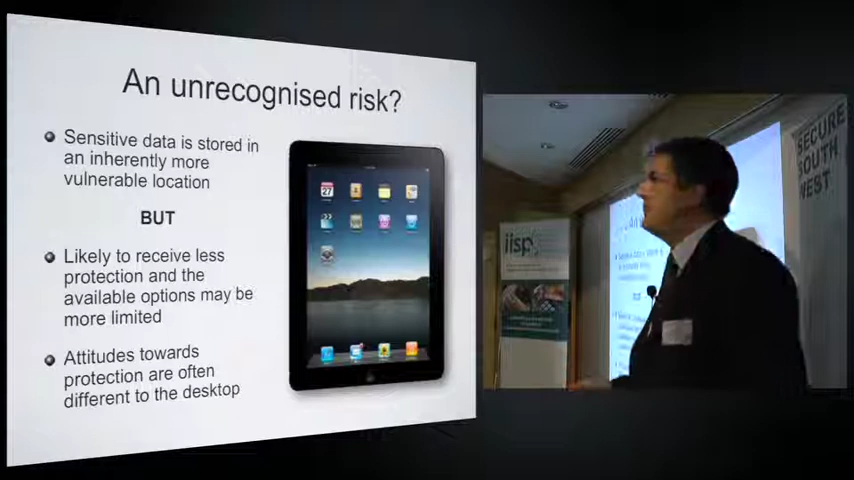 An unrecognised risk?
Sensitive data is stored in
an inherently more
vulnerable location
BUT
Likely to receive less
protection and the
available options may be
more limited
Attitudes towards
protection are often
different to the desktop
27
iisp
SECURE
SOUTH
WEST